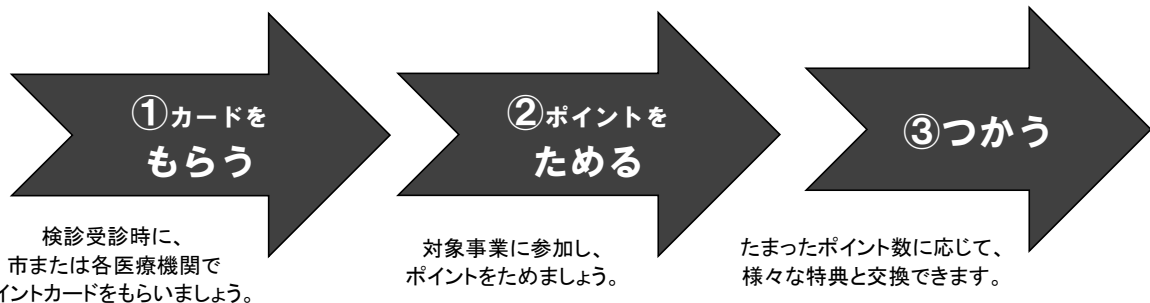 ①カードを
もらう
検診受診時に、
市または各医療機関で
イントカードをもらいましょう。
②ポイントを
ためる
対象事業に参加し、
ポイントをためましょう。
③つかう
たまったポイント数に応じて、
様々な特典と交換できます。